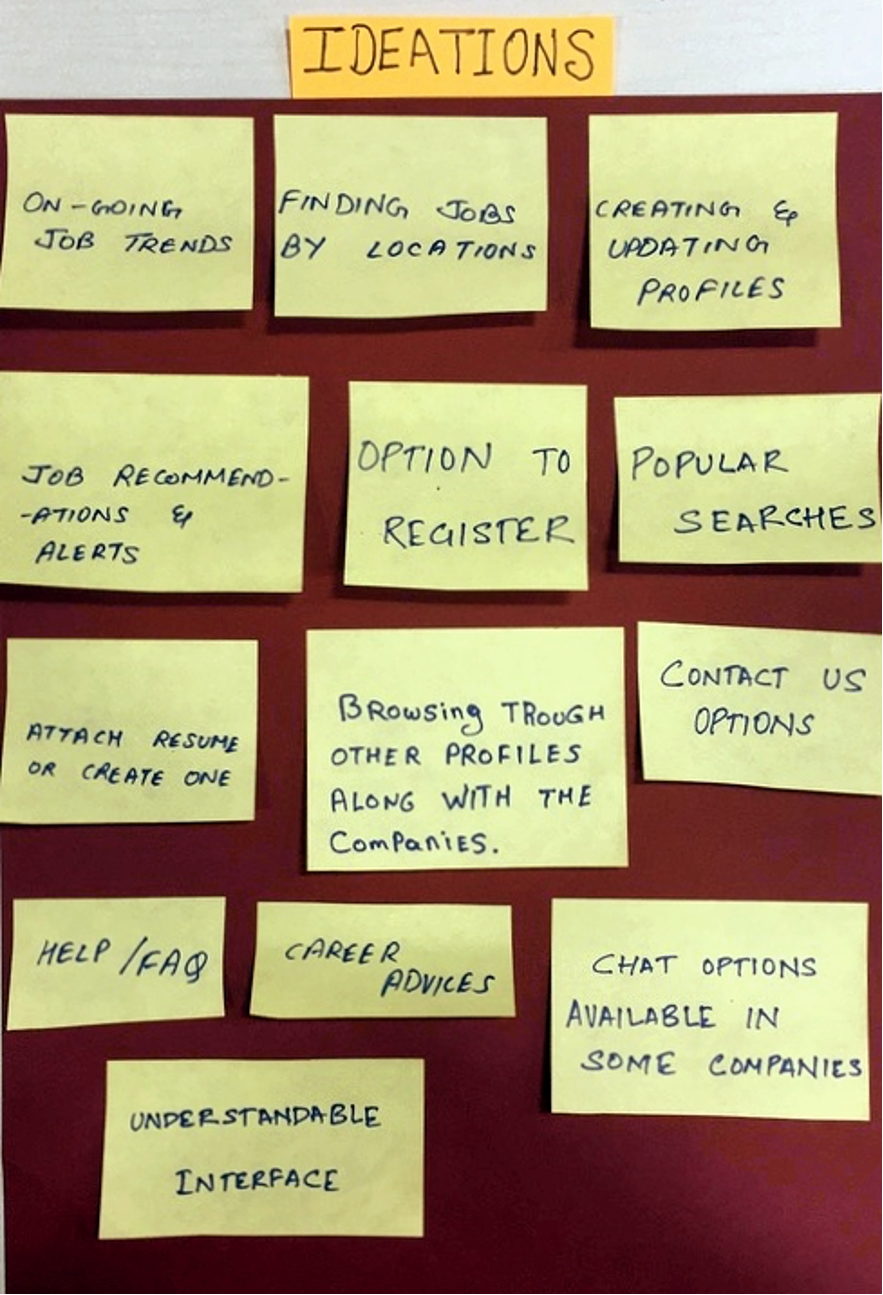 IDEATIONS
ON-GOING
JOB TRENDS
FINDING JOBS
BY LOCATIONS
CREATING &
UPDATING
PROFILES
JOB RECOMMEND-
-ATIONS &
ALERTS
OPTION TO
REGISTER
POPULAR
SEARCHES
ATTACH RESUME
OR CREATE ONE
BROWSing TROUGH
OTHER PROFILES
ALONG WITH THE
ComPaniES.
CONTACT US
OPTIONS
HELP/FAQ
CAREER
ADVICES
CHAT OPTIONS
AVAILABLE IN
SOME COMPANIES
UNDERSTANDABLE
INTERFACE